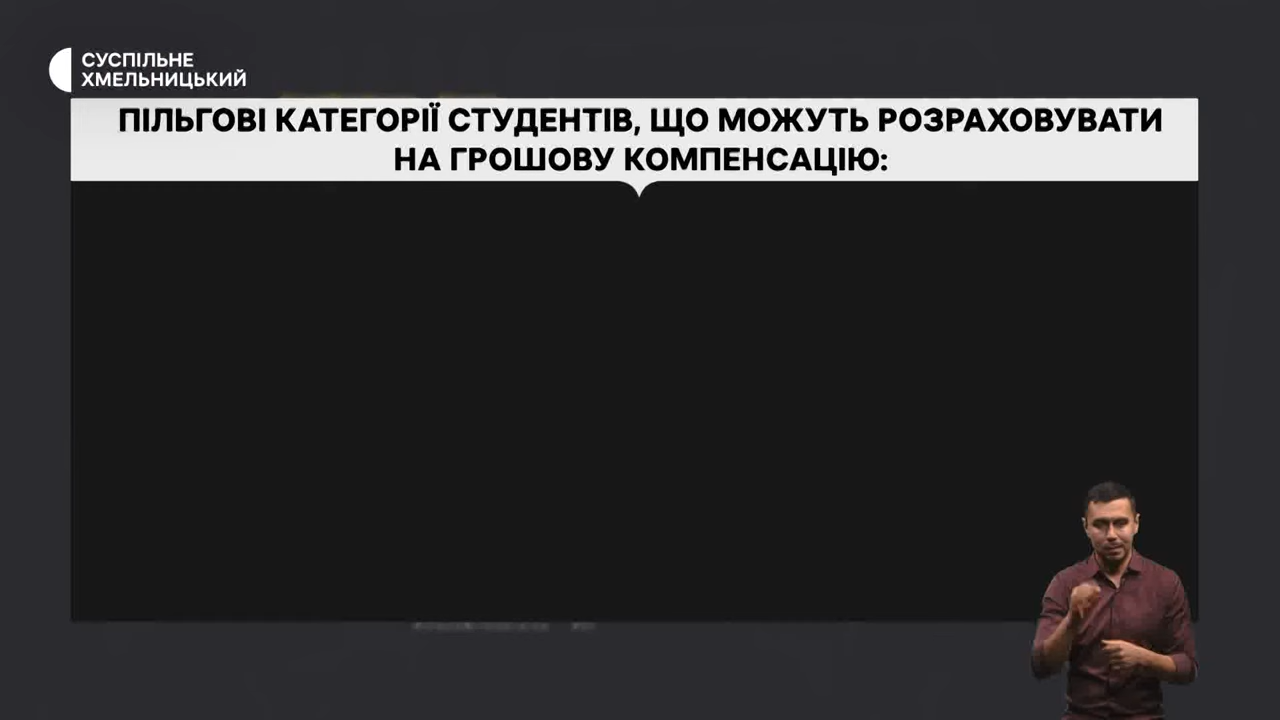 СУСПІЛЬНЕ
ХМЕЛЬНИЦЬКИЙ
ПІЛЬГОВІ КАТЕГОРІЇ СТУДЕНТІВ, ЩО МОЖУТЬ РОЗРАХОВУВАТИ
НА ГРОШОВУ КОМПЕНСАЦІЮ: